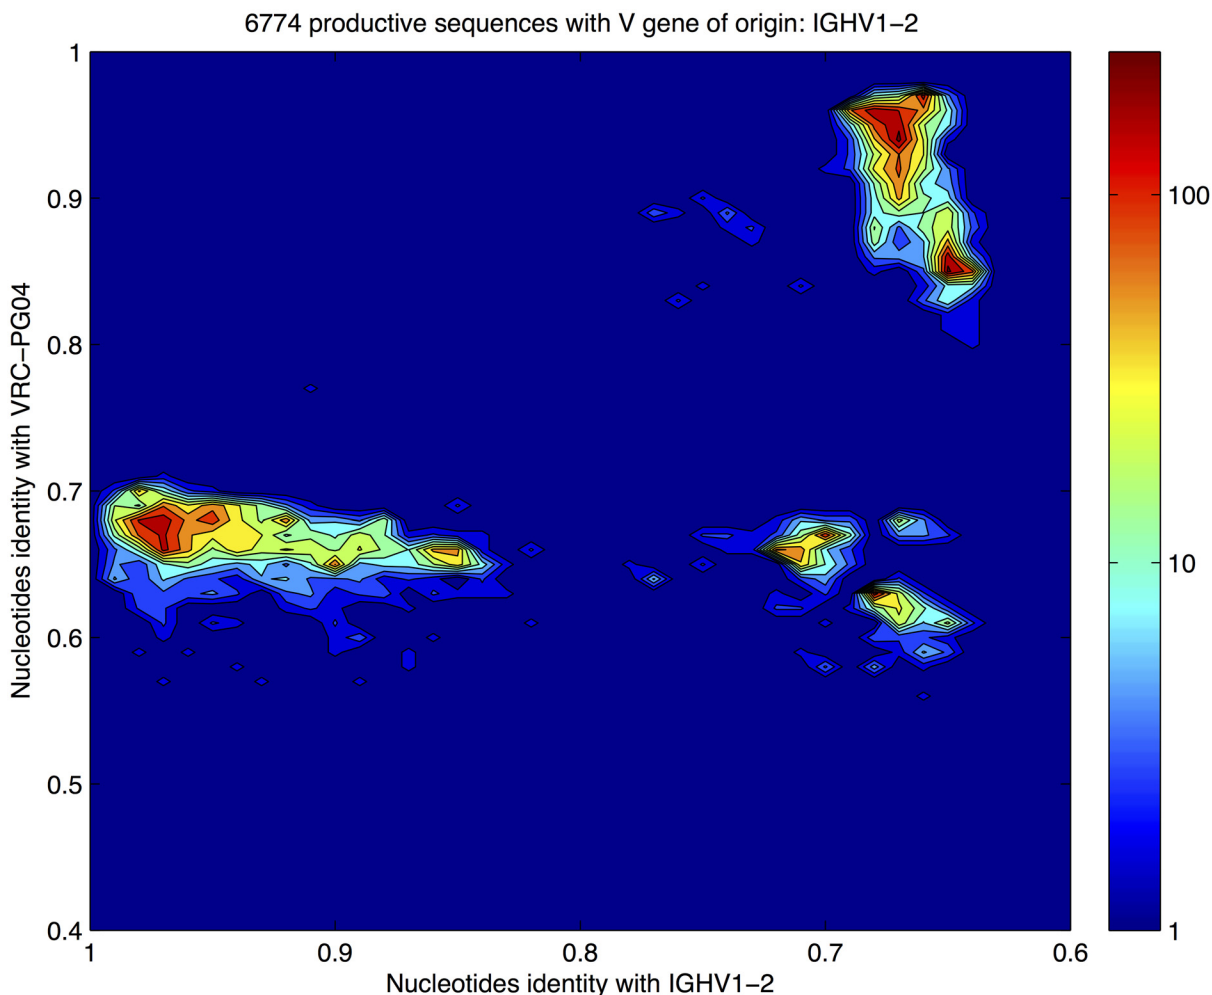 6774 productive sequences with V gene of origin: IGHV1−2
1
0.9
0.8
0.7
0.6
0.5
0.4
Nucleotides identity with VRC−PG04
1 0.9 0.8 0.7 0.6
Nucleotides identity with IGHV1−2
100
10
1